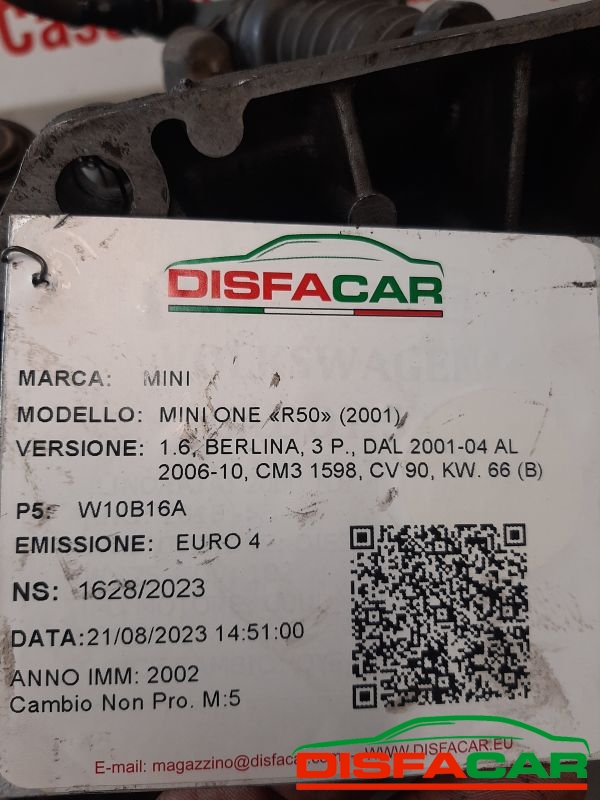 Cas
DISFACAR
MARCA: MINI
MODELLO: MINI ONE «R50» (2001)
VERSIONE: 1.6, BERLINA, 3 P., DAL 2001-04 AL
2006-10, CM3 1598, CV 90, KW. 66 (B)
P5: W10B16A
EMISSIONE: EURO 4
NS: 1628/2023
DATA:21/08/2023 14:51:00
ANNO IMM: 2002
Cambio Non Pro. M:5
WWW.DISFACAR.EU
E-mail: magazzino@disfacar
DISFACAR